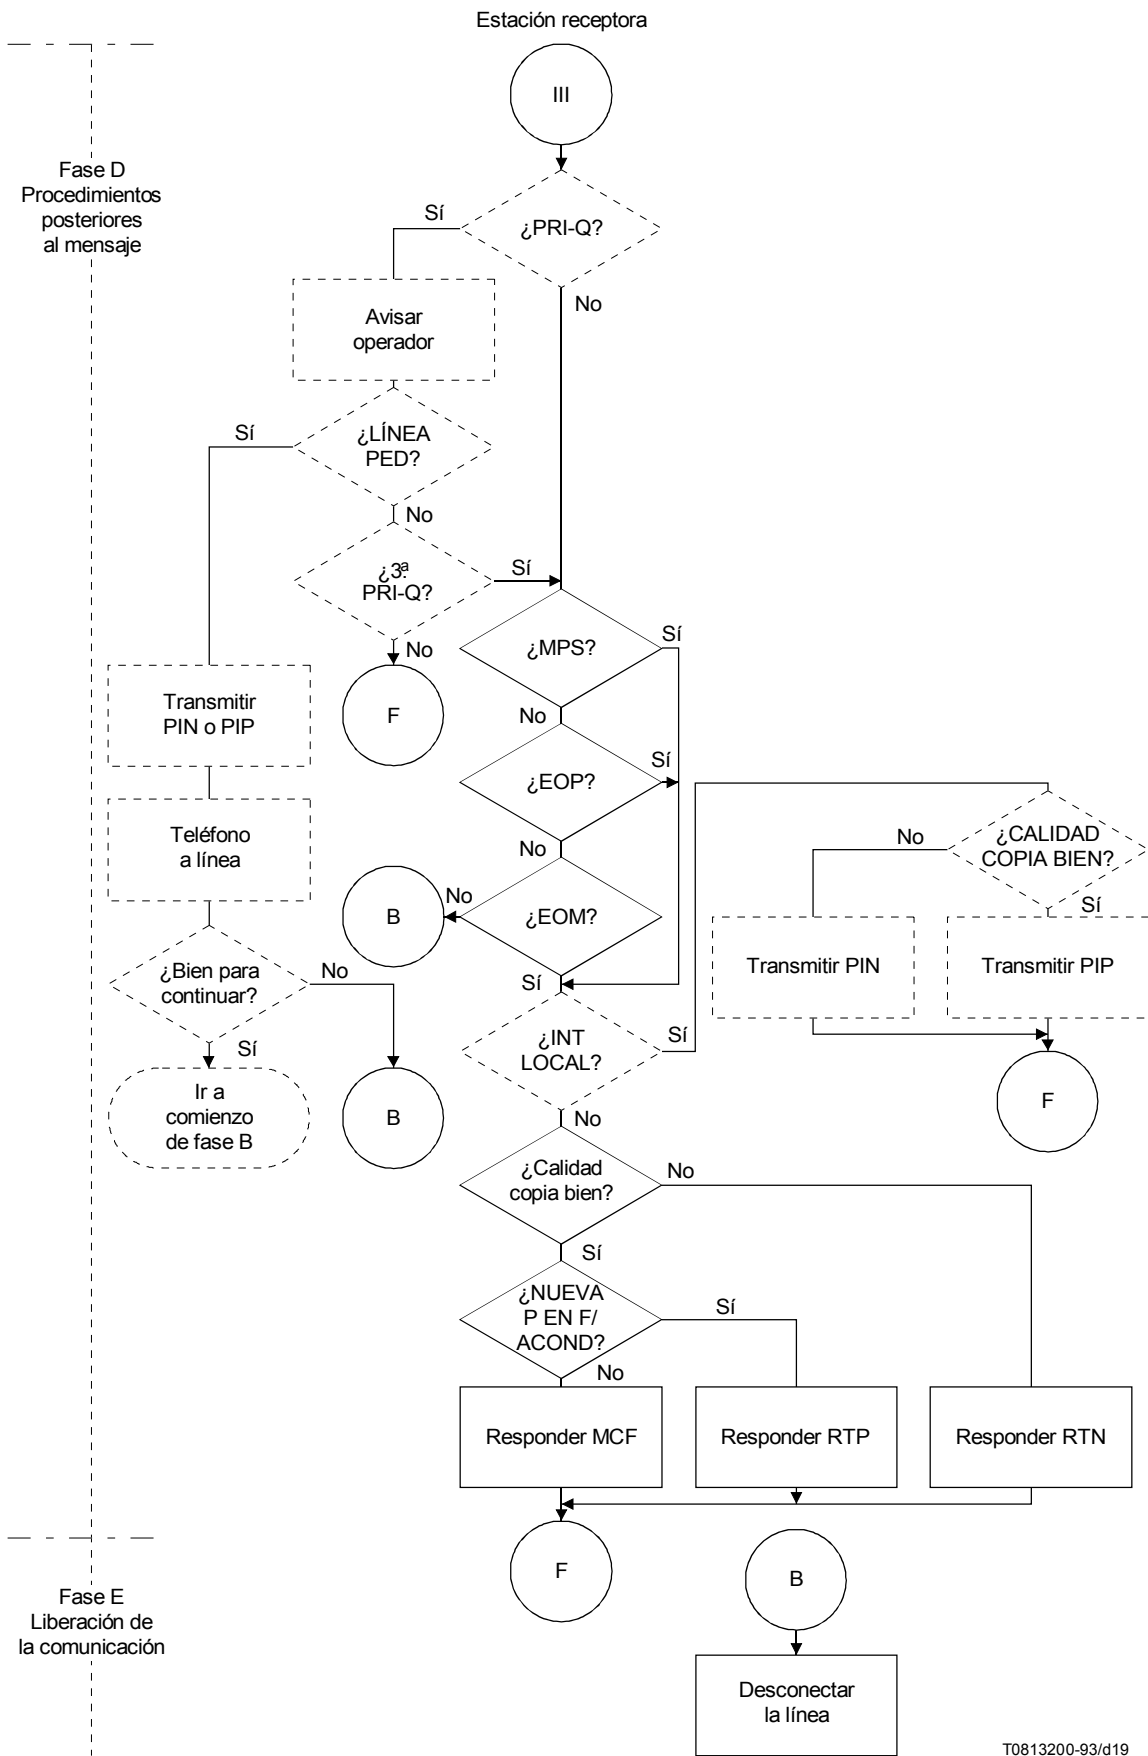 Estación receptora
III
Fase D
Procedimientos
posteriores
al mensaje
Sí
¿PRI-Q?
No
Avisar
operador
Sí
¿LÍNEA
PED?
No
¿3.ª
PRI-Q?
Sí
No
¿MPS?
Sí
Transmitir
PIN o PIP
F
No
¿EOP?
Sí
Teléfono
a línea
No
¿CALIDAD
COPIA BIEN?
No
Sí
B
No
¿EOM?
Sí
Transmitir PIN
Transmitir PIP
¿Bien para
continuar?
No
Sí
¿INT
LOCAL?
Sí
No
Ir a
comienzo
de fase B
B
F
¿Calidad
copia bien?
No
Sí
¿NUEVA
P EN F/
ACOND?
Sí
No
Responder MCF
Responder RTP
Responder RTN
F
B
Fase E
Liberación de
la comunicación
Desconectar
la línea
T0813200-93/d19